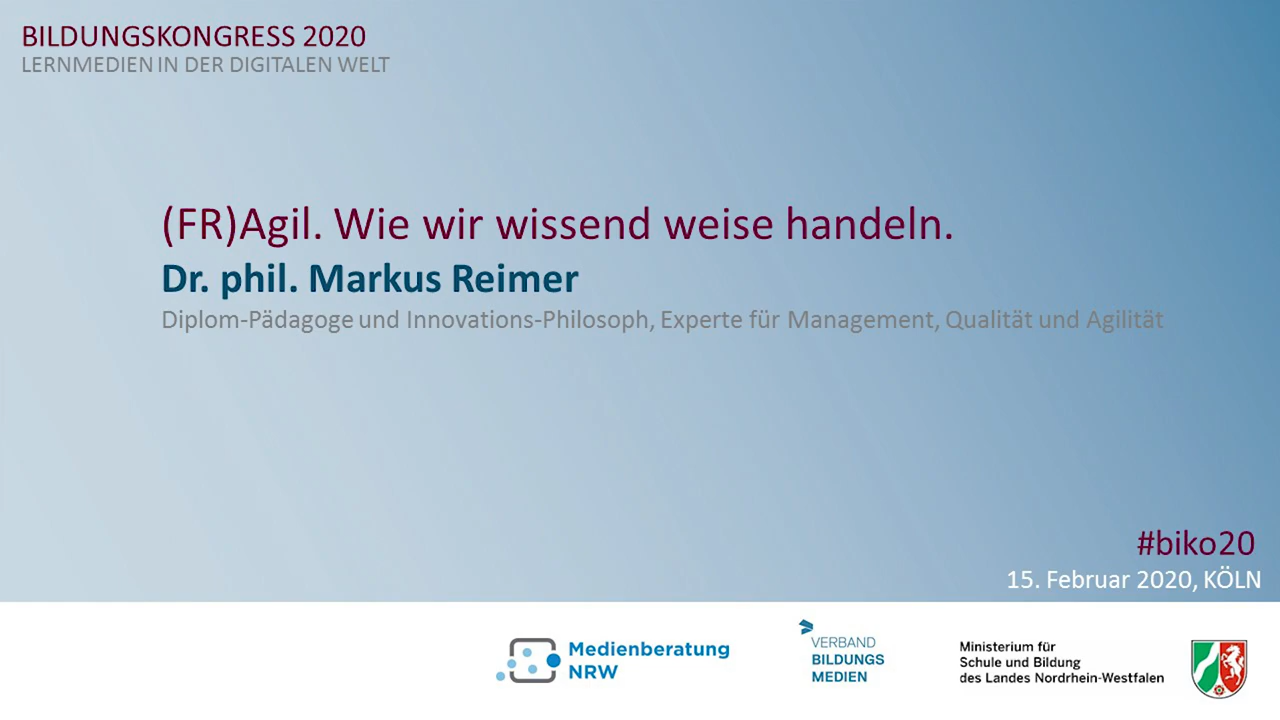 BILDUNGSKONGRESS 2020
LERNMEDIEN IN DER DIGITALEN WELT
(FR)Agil. Wie wir wissend weise handeln.
Dr. phil. Markus Reimer
Diplom-Pädagoge und Innovations-Philosoph, Experte für Management, Qualität und Agilität
#biko20
15. Februar 2020, KÖLN
Medienberatung
NRW
VERBAND
BILDUNGS
MEDIEN
Ministerium für
Schule und Bildung
des Landes Nordrhein-Westfalen